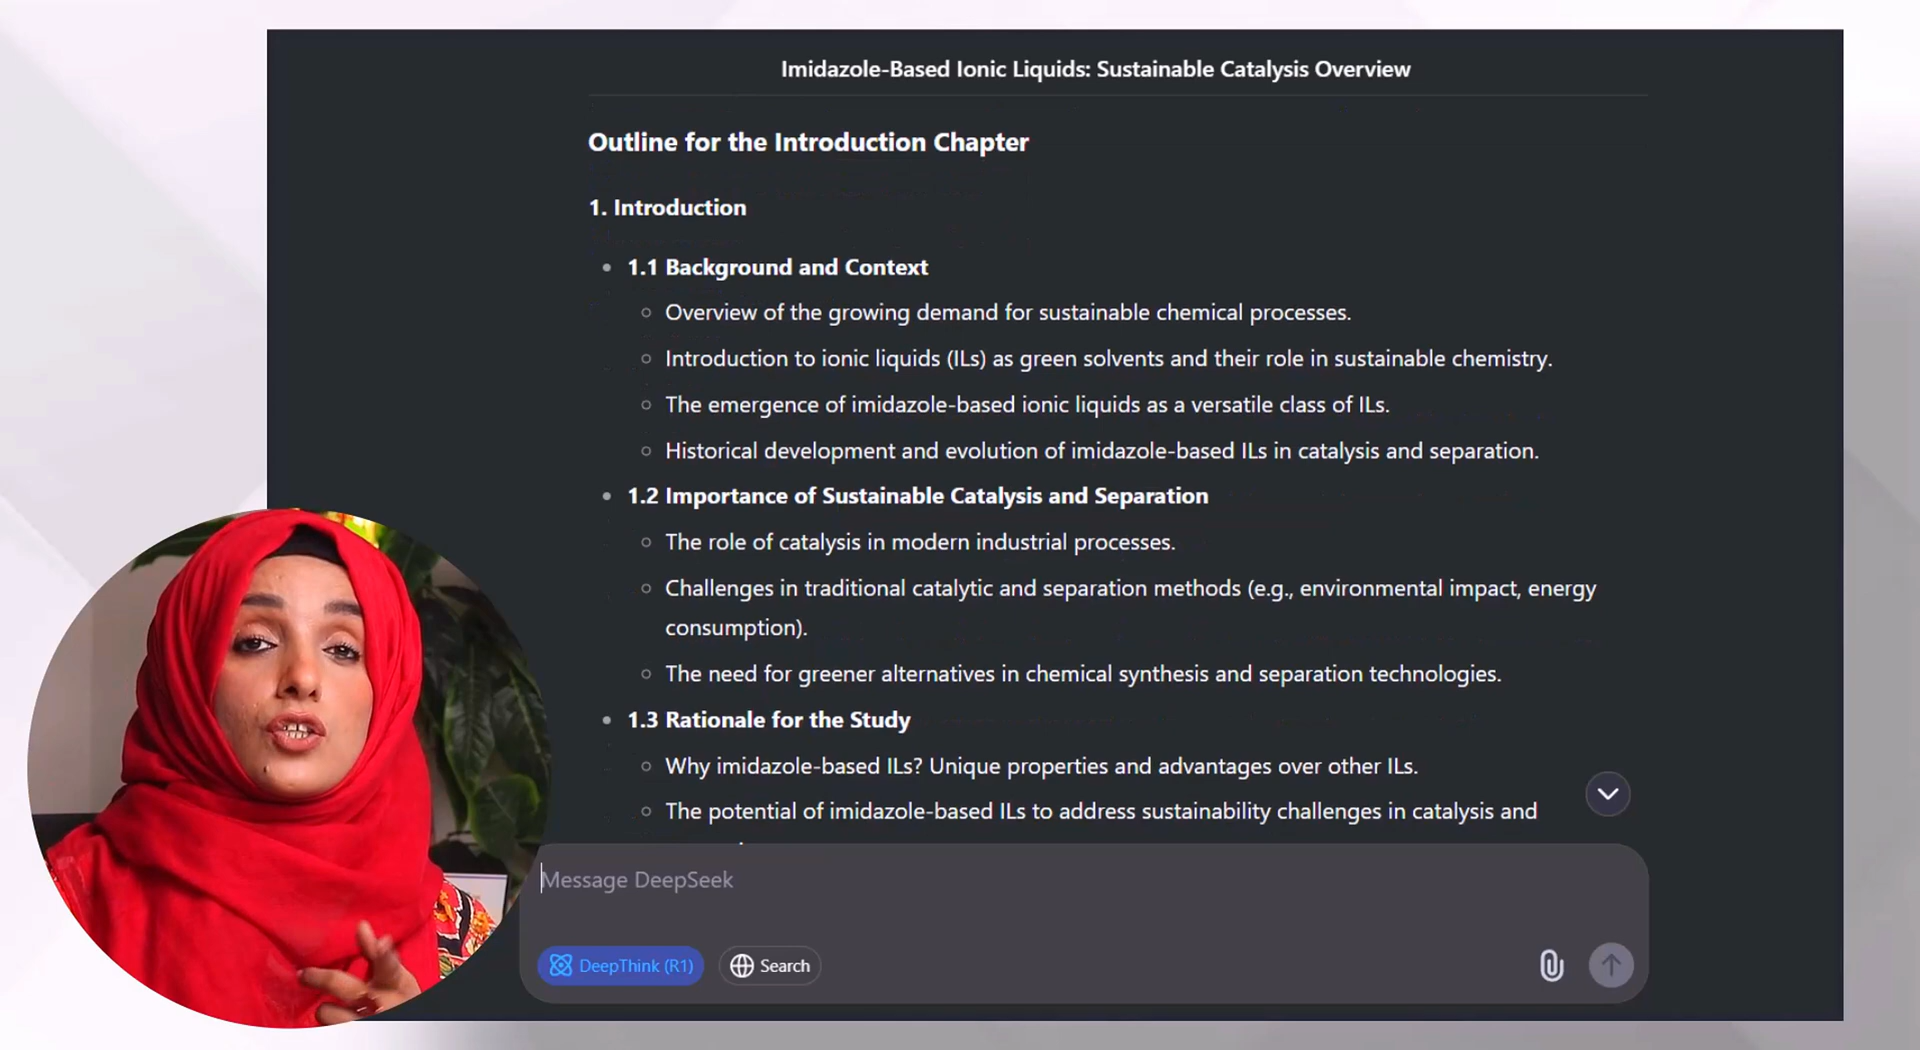 Imidazole-Based Ionic Liquids: Sustainable Catalysis Overview
Outline for the Introduction Chapter
1. Introduction
1.1 Background and Context
Overview of the growing demand for sustainable chemical processes.
Introduction to ionic liquids (ILs) as green solvents and their role in sustainable chemistry.
The emergence of imidazole-based ionic liquids as a versatile class of ILs.
Historical development and evolution of imidazole-based ILs in catalysis and separation.
1.2 Importance of Sustainable Catalysis and Separation
The role of catalysis in modern industrial processes.
Challenges in traditional catalytic and separation methods (e.g., environmental impact, energy
consumption).
The need for greener alternatives in chemical synthesis and separation technologies.
1.3 Rationale for the Study
Why imidazole-based ILs? Unique properties and advantages over other ILs.
The potential of imidazole-based ILs to address sustainability challenges in catalysis and
Message DeepSeek
DeepThink (R1)
Search